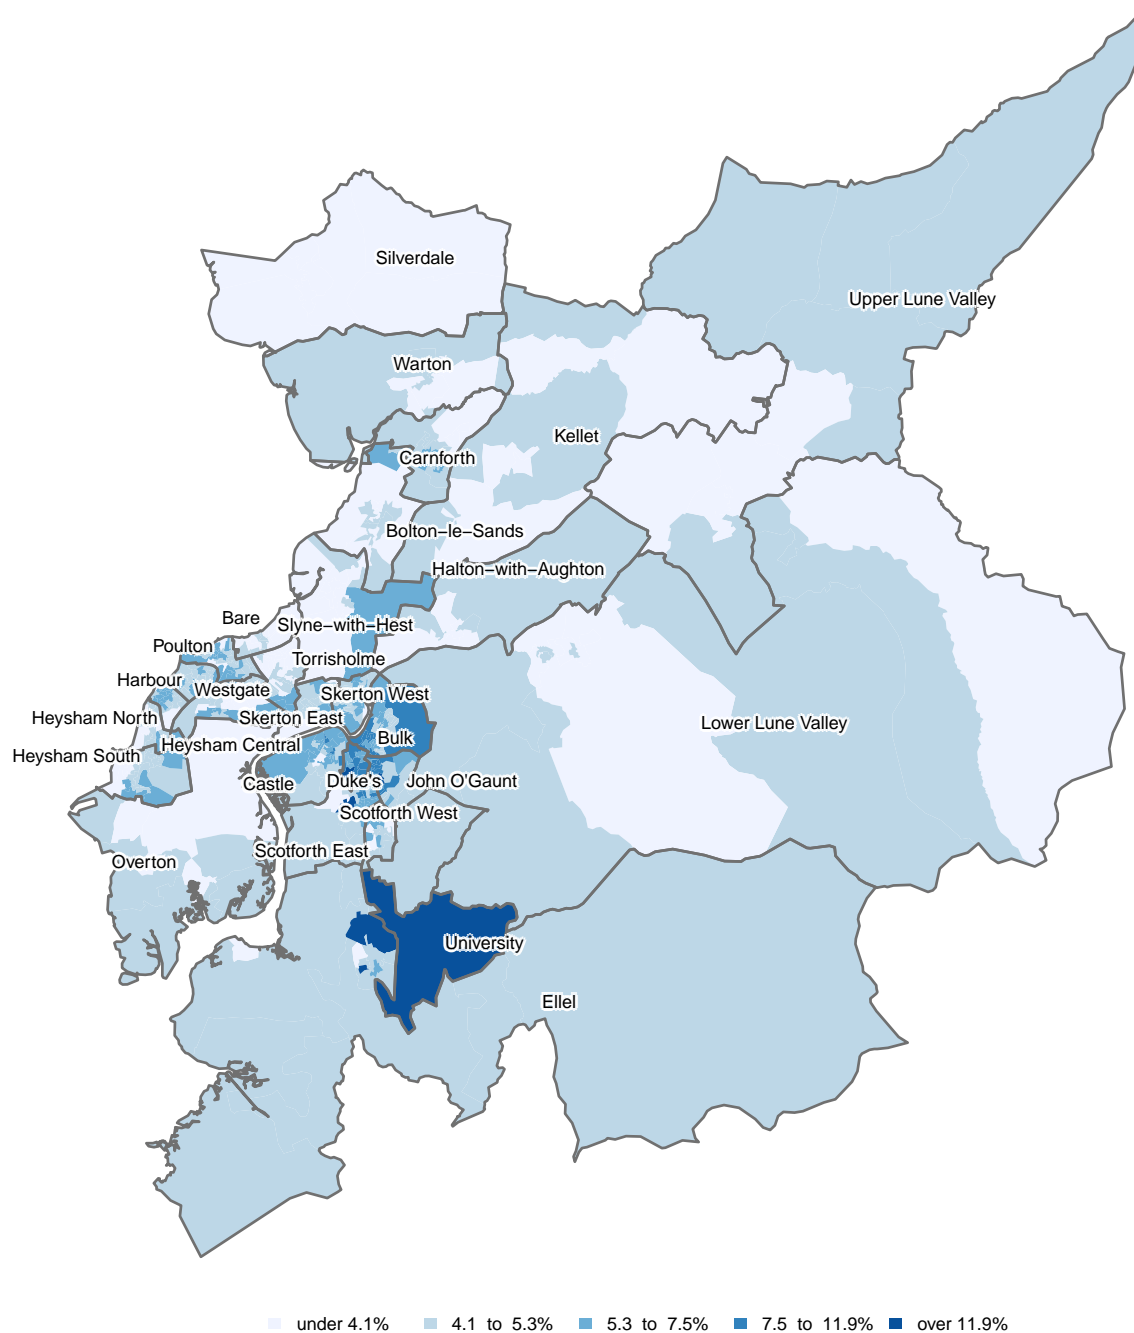 Silverdale
Upper Lune Valley
Warton
Kellet
Carnforth
Bolton−le−Sands
Halton−with−Aughton
Bare
Slyne−with−Hest
Poulton
Torrisholme
Harbour
Westgate
Skerton West
Heysham North
Skerton East
Lower Lune Valley
Bulk
Heysham Central
Heysham South
Castle
Duke's
John O'Gaunt
Scotforth West
Scotforth East
Overton
University
Ellel
under 4.1%
4.1 to 5.3%
5.3 to 7.5%
7.5 to 11.9%
over 11.9%